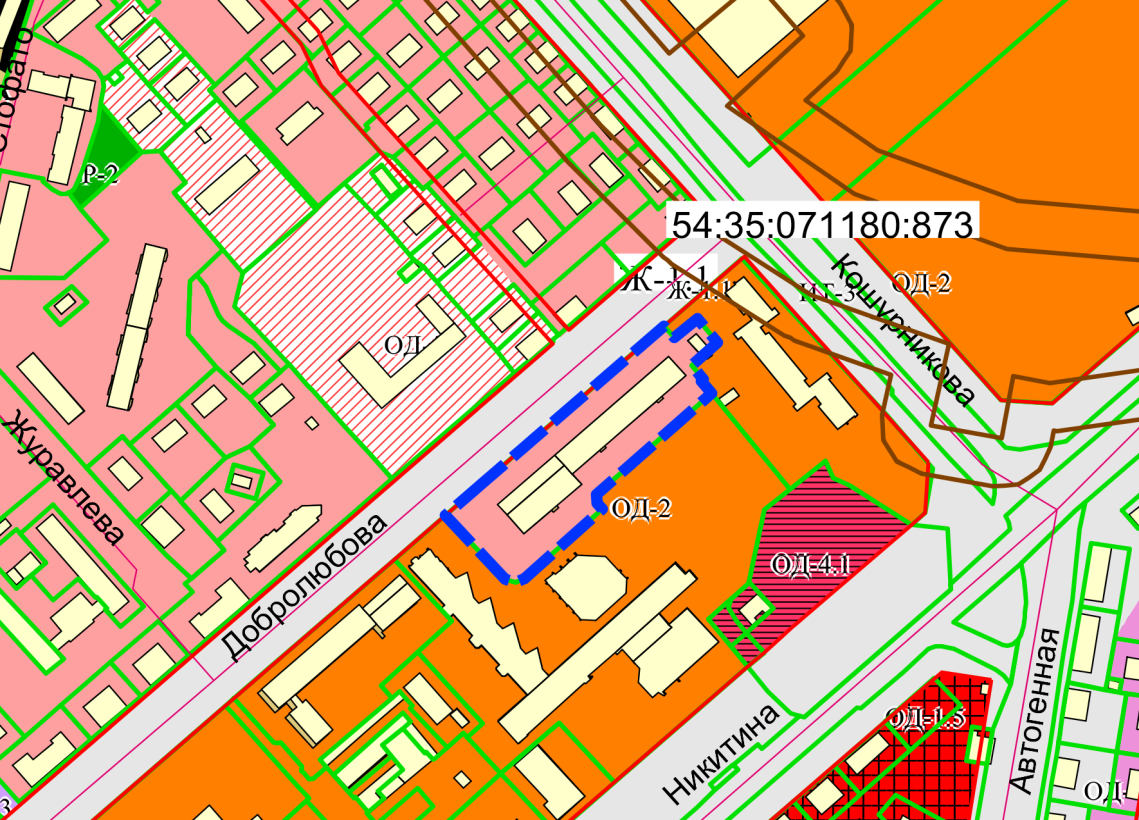 Р-2
54:35:071180:873
Ж-1.1
Ж-1.1
ИТ-3
ОД-2
Кошурникова
ОД-
Журавлева
ОД-2
Добролюбова
ОД-4.1
ОД-1.5
Никитина
Автогенная
ОД-
3